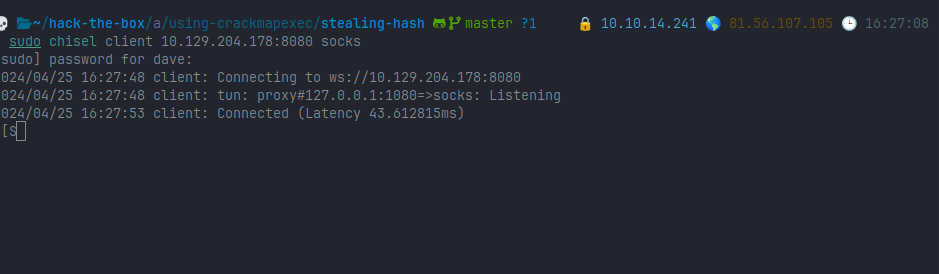 ~/hack-the-box/a/using-crackmapexec/stealing-hash master ?1 10.10.14.241 81.56.107.105 16:27:08
sudo chisel client 10.129.204.178:8080 socks
sudo] password for dave:
024/04/25 16:27:48 client: Connecting to ws://10.129.204.178:8080
024/04/25 16:27:48 client: tun: proxy#127.0.0.1:1080=>socks: Listening
024/04/25 16:27:53 client: Connected (Latency 43.612815ms)
[S